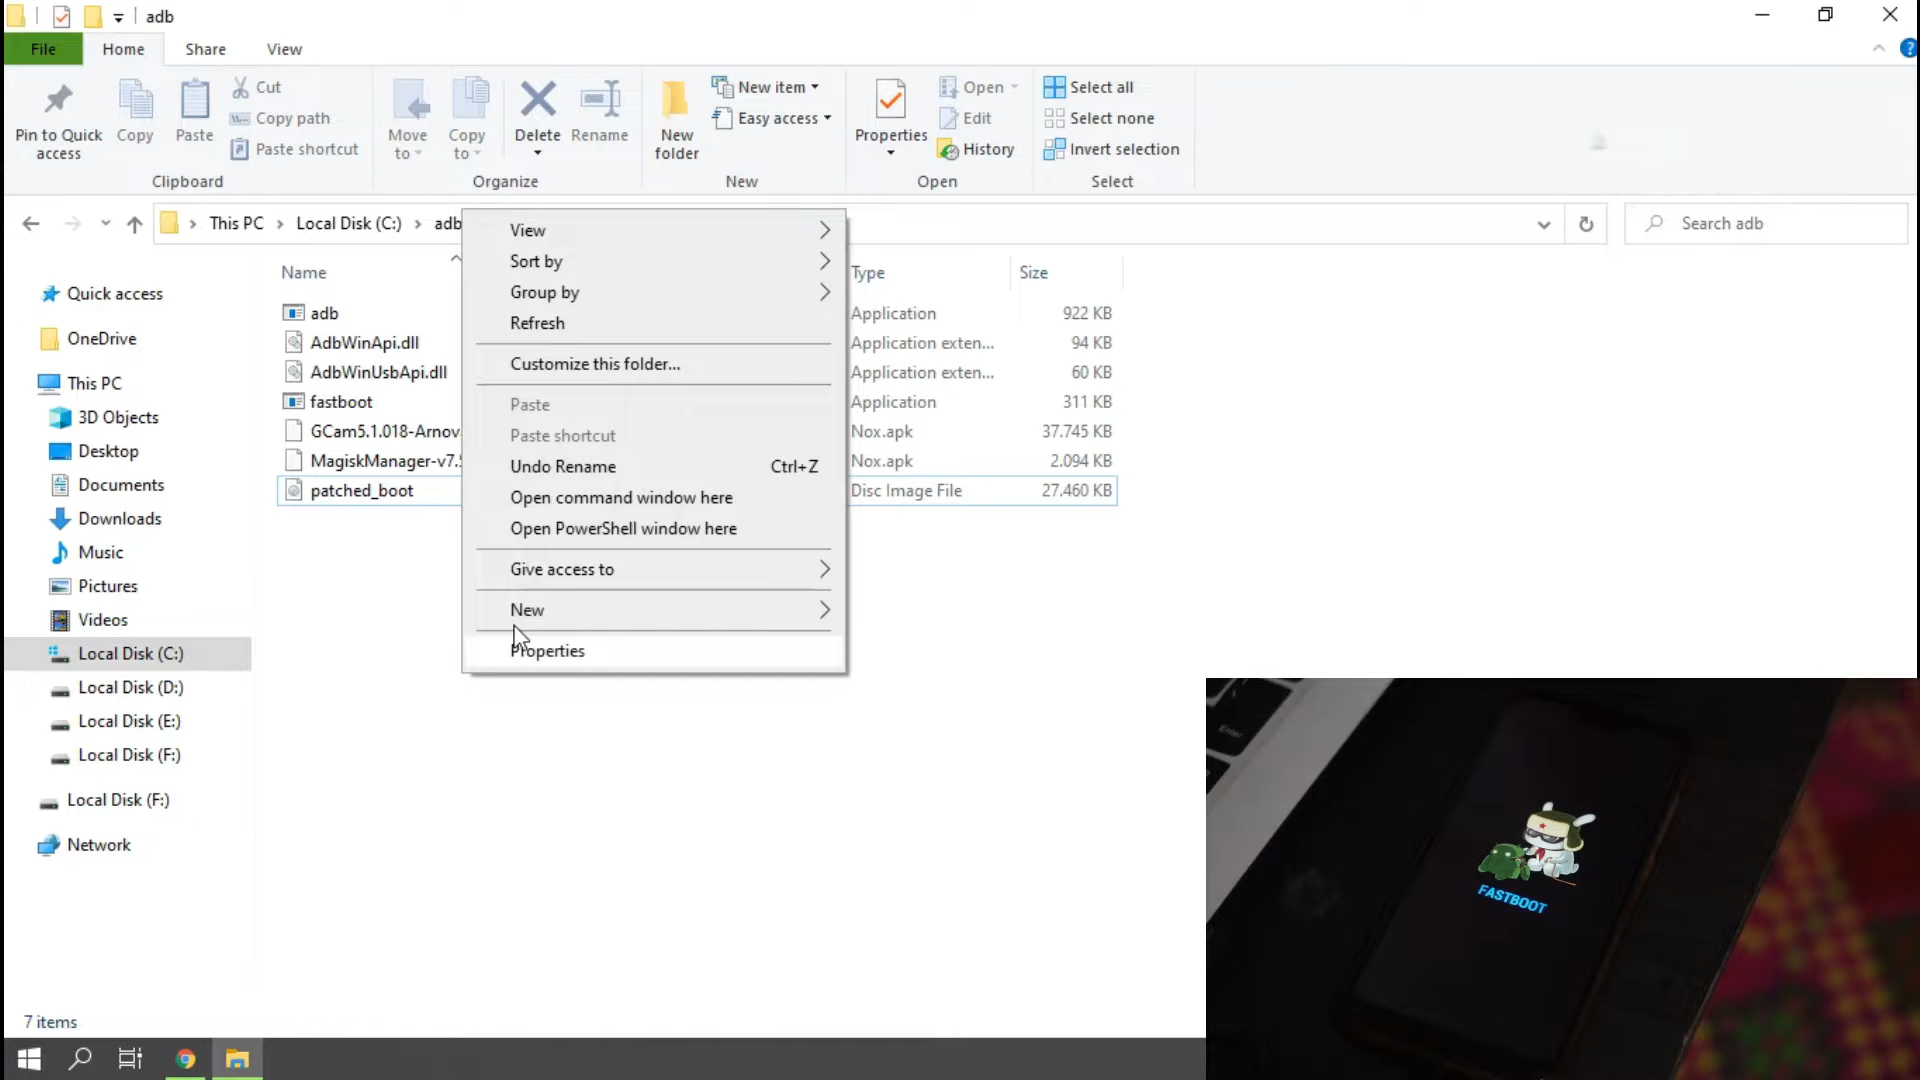 adb
File Home Share View
Pin to Quick access
Copy
Paste
Cut
Copy path
Paste shortcut
Clipboard
Move to
Copy to
Delete
Rename
Organize
New folder
New item
Easy access
New
Properties
Open
Edit
History
Open
Select all
Select none
Invert selection
Select
This PC > Local Disk (C:) > adb
Search adb
Name Type Size
adb Application 922 KB
AdbWinApi.dll Application exten... 94 KB
AdbWinUsbApi.dll Application exten... 60 KB
fastboot Application 311 KB
GCam5.1.018-Arnov Nox.apk 37.745 KB
MagiskManager-v7. Nox.apk 2.094 KB
patched_boot Disc Image File 27.460 KB
View
Sort by
Group by
Refresh
Customize this folder...
Paste
Paste shortcut
Undo Rename Ctrl+Z
Open command window here
Open PowerShell window here
Give access to
New
Properties
Quick access
OneDrive
This PC
3D Objects
Desktop
Documents
Downloads
Music
Pictures
Videos
Local Disk (C:)
Local Disk (D:)
Local Disk (E:)
Local Disk (F:)
Local Disk (F:)
Network
7 items
Enter
FASTBOOT